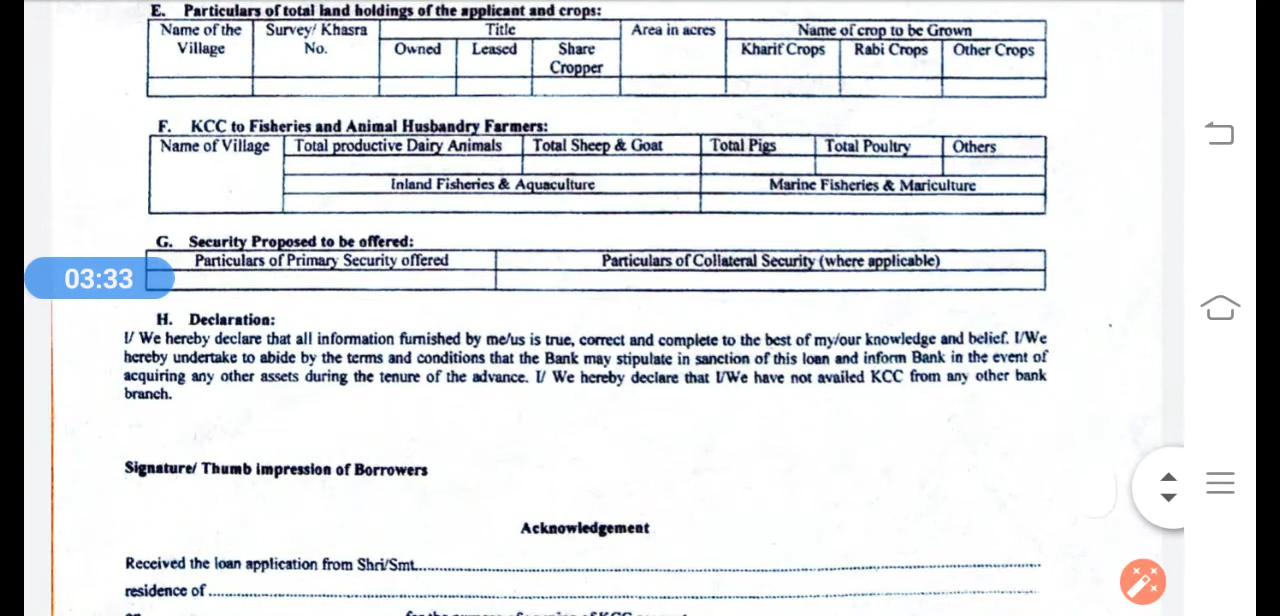 E. Particulars of total land holdings of the applicant and crops:
Name of the Village Survey/ Khasra No. Title Area in acres Name of crop to be Grown
Owned Leased Share Cropper Kharif Crops Rabi Crops Other Crops
F. KCC to Fisheries and Animal Husbandry Farmers:
Name of Village Total productive Dairy Animals Total Sheep & Goat Total Pigs Total Poultry Others
Inland Fisheries & Aquaculture Marine Fisheries & Mariculture
G. Security Proposed to be offered:
Particulars of Primary Security offered Particulars of Collateral Security (where applicable)
03:33
H. Declaration:
I/ We hereby declare that all information furnished by me/us is true, correct and complete to the best of my/our knowledge and belief. I/We
hereby undertake to abide by the terms and conditions that the Bank may stipulate in sanction of this loan and inform Bank in the event of
acquiring any other assets during the tenure of the advance. I/ We hereby declare that I/We have not availed KCC from any other bank
branch.
Signature/ Thumb impression of Borrowers
Acknowledgement
Received the loan application from Shri/Smt.
residence of